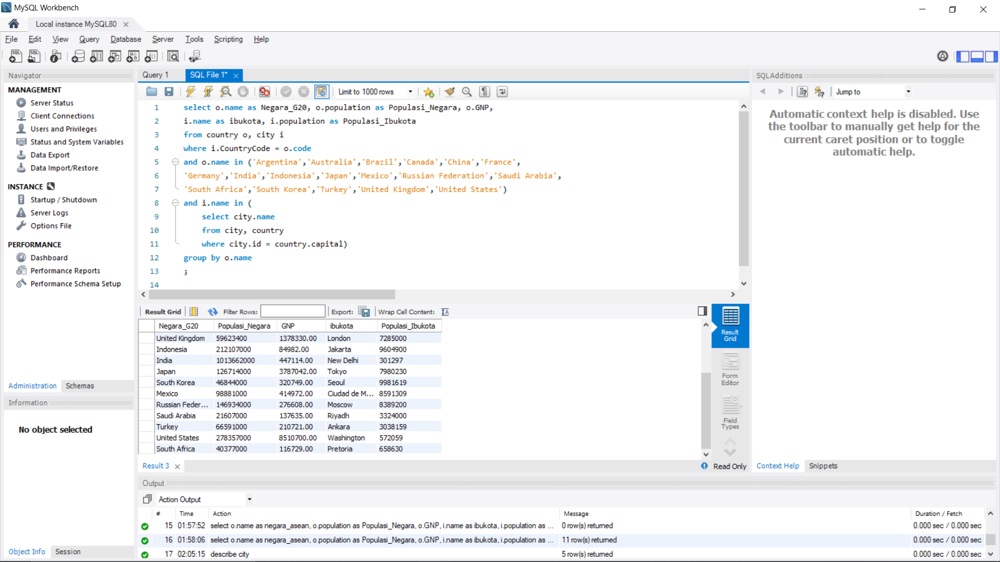 MySQL Workbench
Local instance MySQL80
File Edit View Query Database Server Tools Scripting Help
Navigator
MANAGEMENT
Server Status
Client Connections
Users and Privileges
Status and System Variables
Data Export
Data Import/Restore
INSTANCE
Startup / Shutdown
Server Logs
Options File
PERFORMANCE
Dashboard
Performance Reports
Performance Schema Setup
Administration Schemas
Information
No object selected
Object Info Session
Query 1 SQL File 1*
Limit to 1000 rows
1 select o.name as Negara_G20, o.population as Populasi_Negara, o.GNP,
2 i.name as ibukota, i.population as Populasi_Ibukota
3 from country o, city i
4 where i.CountryCode = o.code
5 and o.name in ('Argentina','Australia','Brazil','Canada','China','France',
6 'Germany','India','Indonesia','Japan','Mexico','Russian Federation','Saudi Arabia',
7 'South Africa','South Korea','Turkey','United Kingdom','United States')
8 and i.name in (
9 select city.name
10 from city, country
11 where city.id = country.capital)
12 group by o.name
13 ;
14
Result Grid Filter Rows: Export: Wrap Cell Content:
Negara_G20 Populasi_Negara GNP ibukota Populasi_Ibukota
United Kingdom 59623400 1378330.00 London 7285000
Indonesia 212107000 84982.00 Jakarta 9604900
India 1013662000 447114.00 New Delhi 301297
Japan 126714000 3787042.00 Tokyo 7980230
South Korea 46844000 320749.00 Seoul 9981619
Mexico 98881000 414972.00 Ciudad de M... 8591309
Russian Feder... 146934000 276608.00 Moscow 8389200
Saudi Arabia 21607000 137635.00 Riyadh 3324000
Turkey 66591000 210721.00 Ankara 3038159
United States 278357000 8510700.00 Washington 572059
South Africa 40377000 116729.00 Pretoria 658630
Result Grid
Form Editor
Field Types
Result 3
Read Only
SQLAdditions
Jump to
Automatic context help is disabled. Use
the toolbar to manually get help for the
current caret position or to toggle
automatic help.
Context Help Snippets
Output
Action Output
# Time Action Message Duration / Fetch
15 01:57:52 select o.name as negara_asean, o.population as Populasi_Negara, o.GNP, i.name as ibukota, i.population as ... 0 row(s) returned 0.000 sec / 0.000 sec
16 01:58:06 select o.name as negara_asean, o.population as Populasi_Negara, o.GNP, i.name as ibukota, i.population as ... 11 row(s) returned 0.000 sec / 0.000 sec
17 02:05:15 describe city 5 row(s) returned 0.000 sec / 0.000 sec